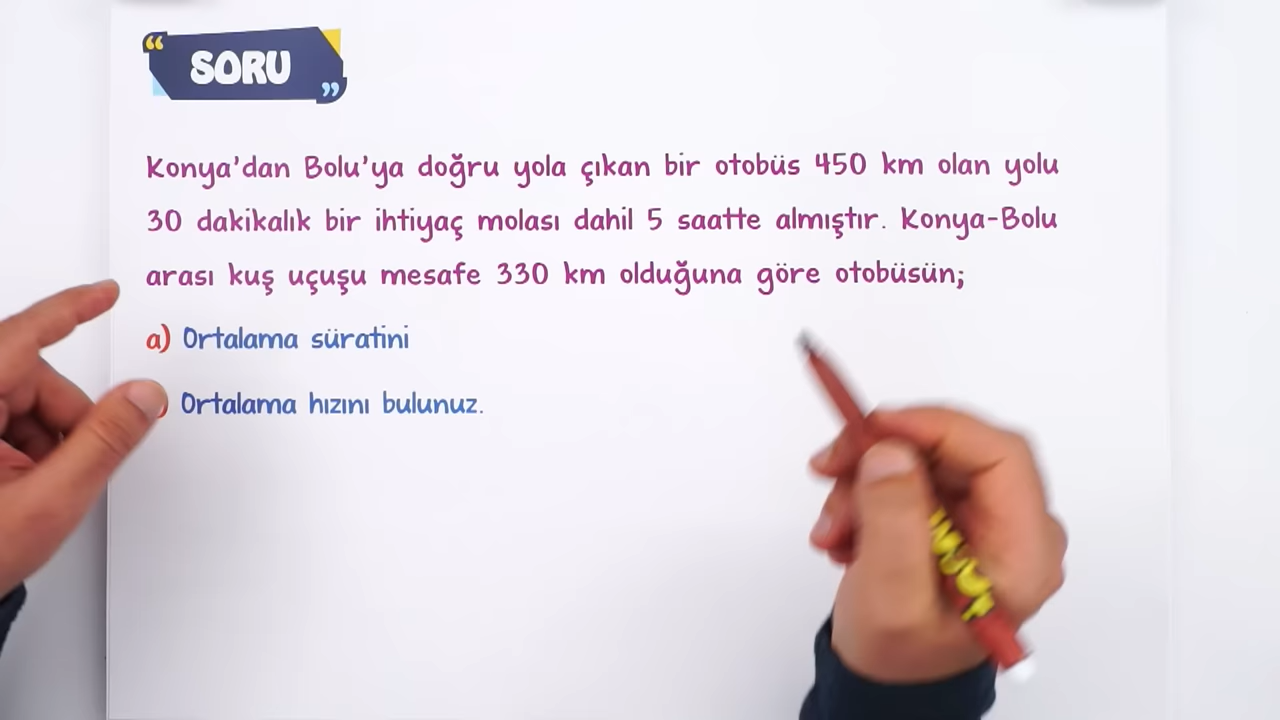 SORU
Konya'dan Bolu'ya doğru yola çıkan bir otobüs 450 km olan yolu
30 dakikalık bir ihtiyaç molası dahil 5 saatte almıştır. Konya-Bolu
arası kuş uçuşu mesafe 330 km olduğuna göre otobüsün;
a) Ortalama süratini
) Ortalama hızını bulunuz.